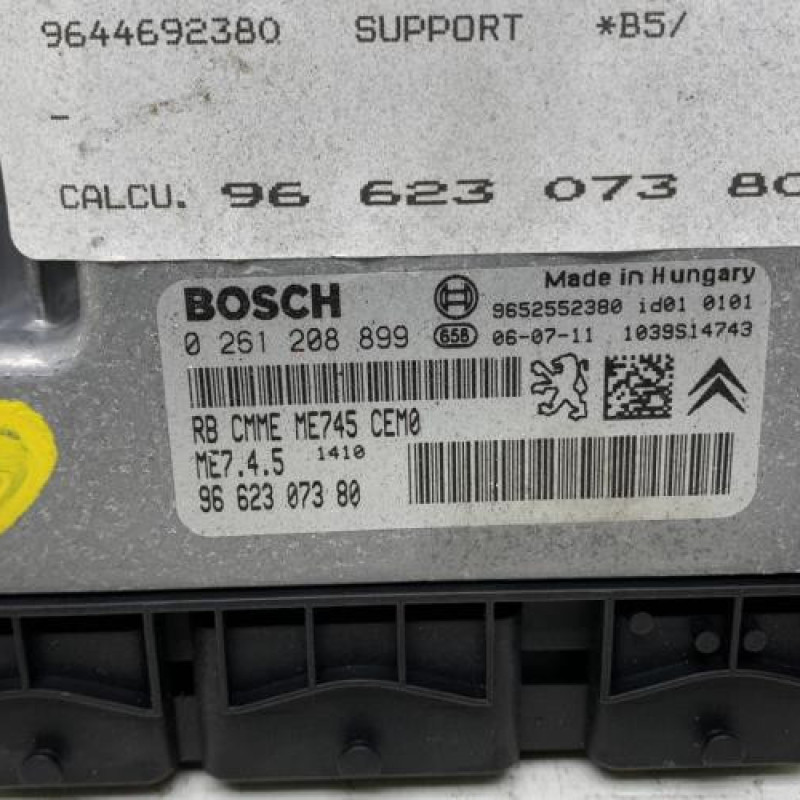 9644692380 SUPPORT *B5/
-
CALCU. 96 623 073 80
BOSCH Made in Hungary
9652552380 id01 0101
0 261 208 899 658 06-07-11 1039S14743
RB CMME ME745 CEM0
ME7.4.5 1410
96 623 073 80